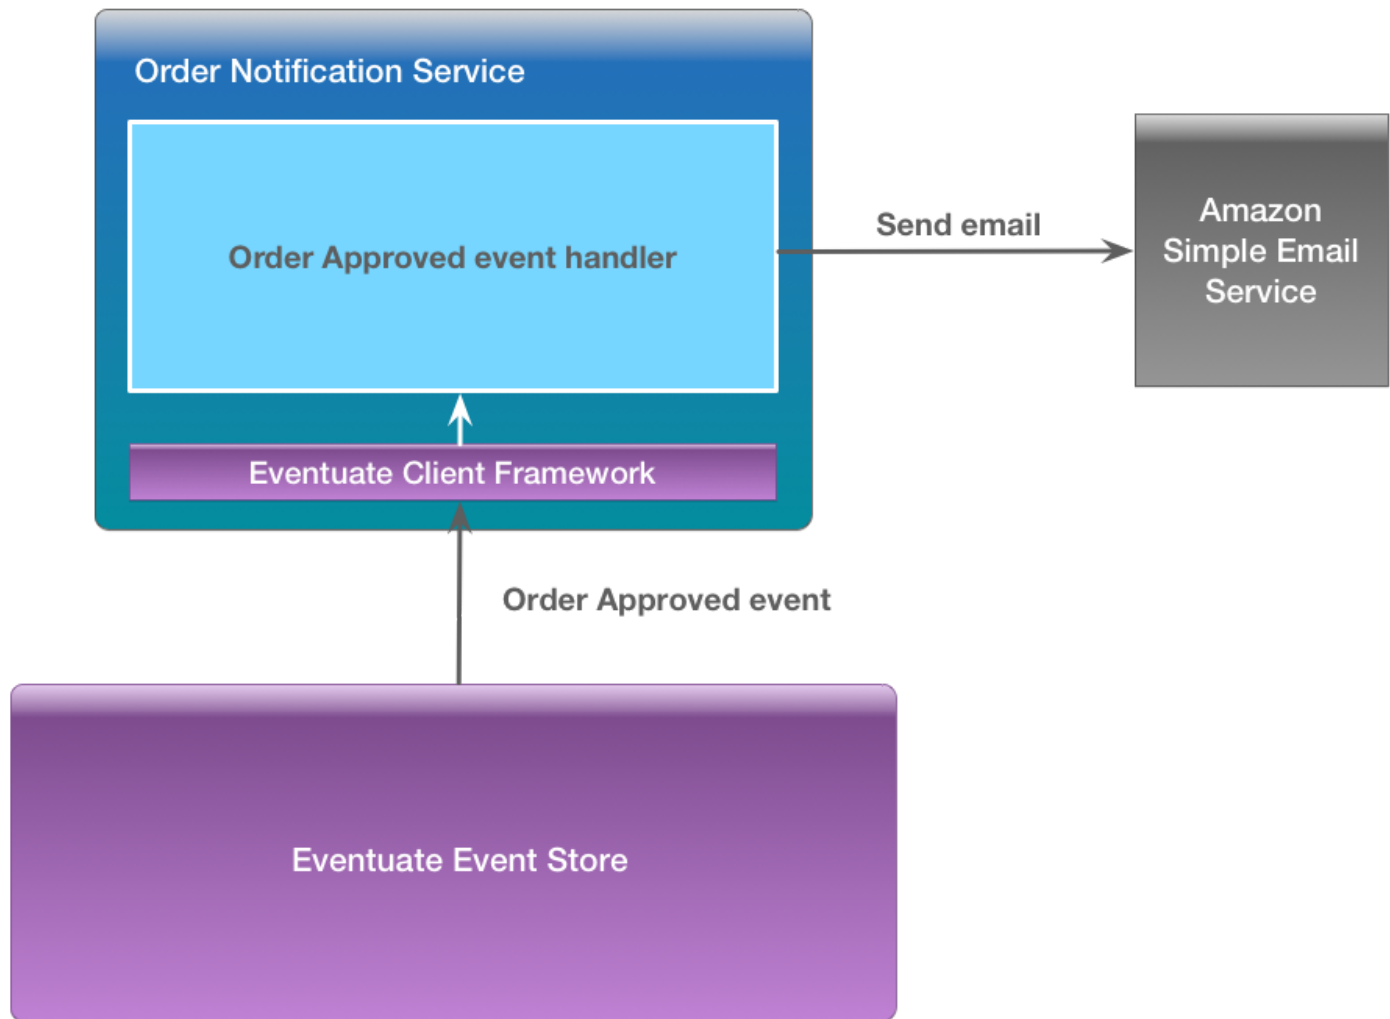 Order Notification Service
Order Approved event handler
Send email
Amazon
Simple Email
Service
Eventuate Client Framework
Order Approved event
Eventuate Event Store